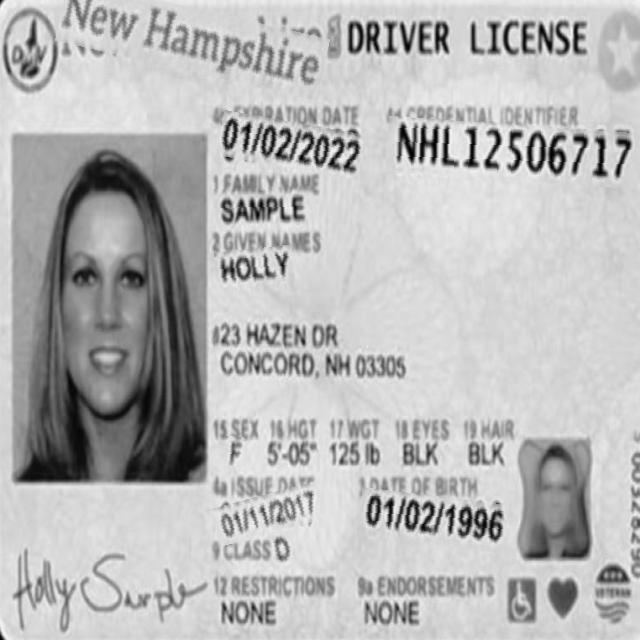 New Hampshire DRIVER LICENSE
4b EXPIRATION DATE 4d CREDENTIAL IDENTIFIER
01/02/2022 NHL12506717
1 FAMILY NAME
SAMPLE
2 GIVEN NAMES
HOLLY
823 HAZEN DR
CONCORD, NH 03305
15 SEX 16 HGT 17 WGT 18 EYES 19 HAIR
F 5'-05" 125 lb BLK BLK
4a ISSUE DATE 3 DATE OF BIRTH
01/11/2017 01/02/1996
9 CLASS D
12 RESTRICTIONS 9a ENDORSEMENTS
NONE NONE
Holly Sample
VETERAN